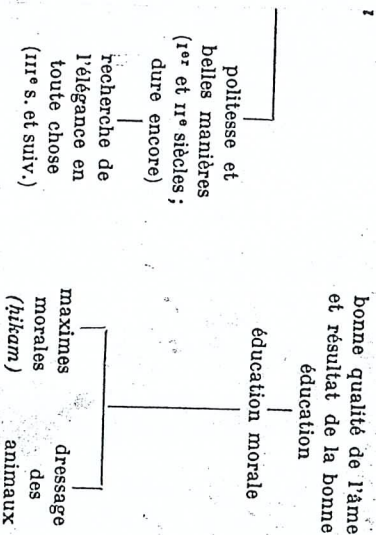 bonne qualité de l'âme
et résultat de la bonne
éducation
éducation morale
maximes
morales
(ḥikam)
dressage
des
animaux
politesse et
belles manières
(Iᵉʳ et IIᵉ siècles ;
dure encore)
recherche de
l'élégance en
toute chose
(IIIᵉ s. et suiv.)